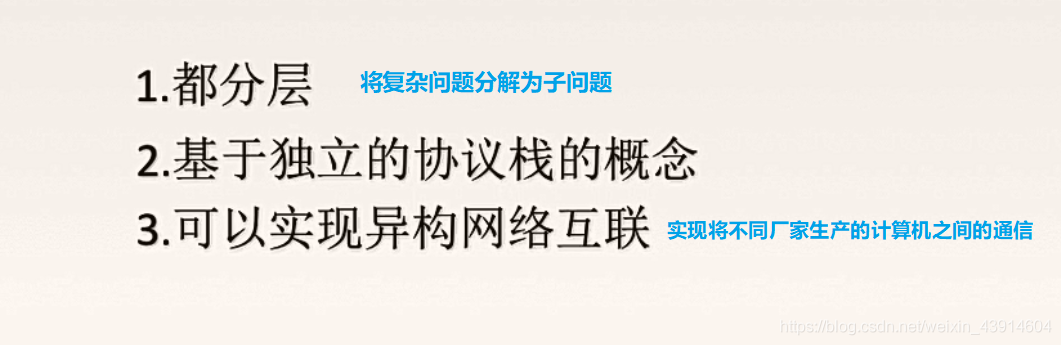 1.都分层 将复杂问题分解为子问题
2.基于独立的协议栈的概念
3.可以实现异构网络互联 实现将不同厂家生产的计算机之间的通信
https://blog.csdn.net/weixin_43914604